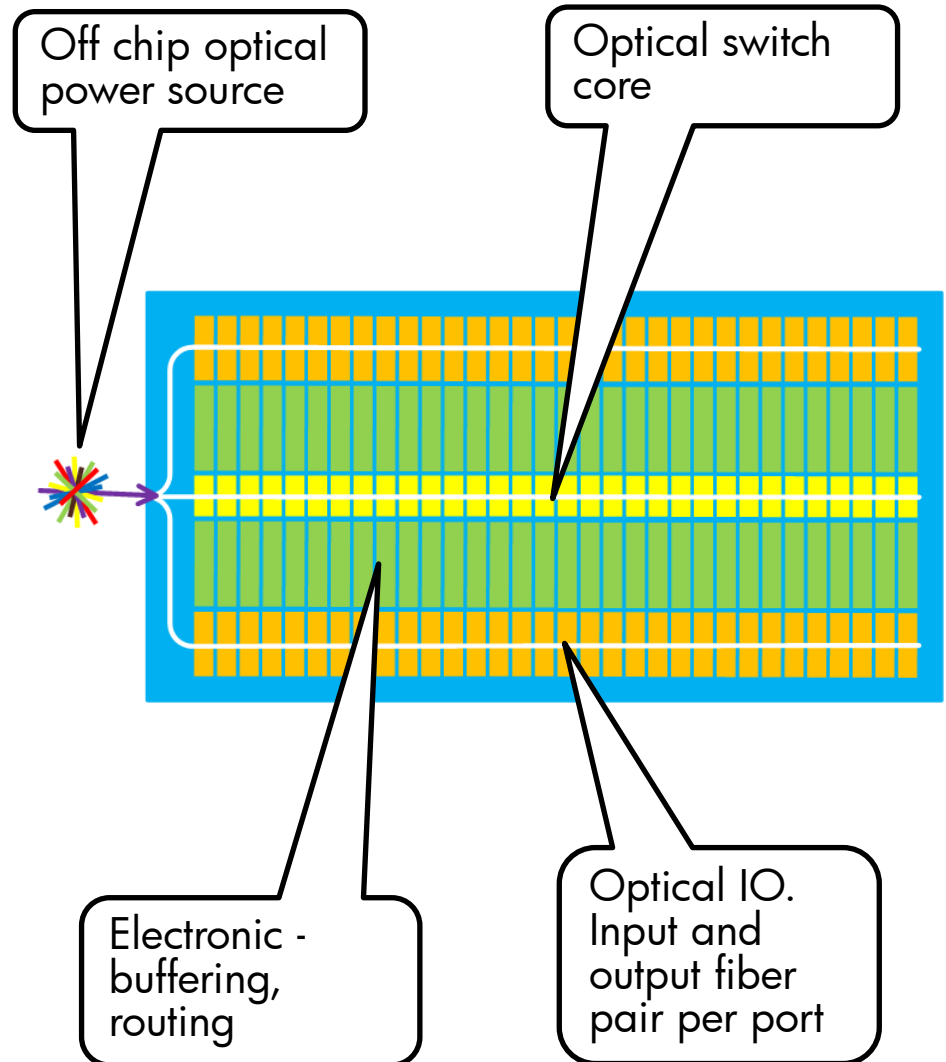 Off chip optical
power source
Optical switch
core
Electronic -
buffering,
routing
Optical IO.
Input and
output fiber
pair per port